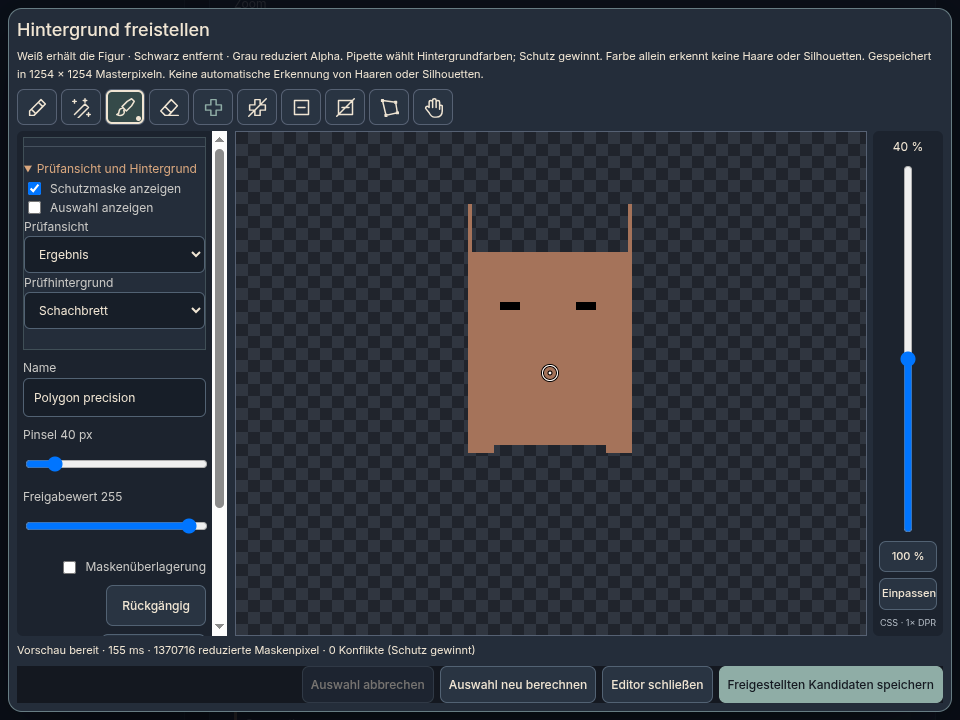 Zoom
Hintergrund freistellen
Weiß erhält die Figur · Schwarz entfernt · Grau reduziert Alpha. Pipette wählt Hintergrundfarben; Schutz gewinnt. Farbe allein erkennt keine Haare oder Silhouetten. Gespeichert
in 1254 × 1254 Masterpixeln. Keine automatische Erkennung von Haaren oder Silhouetten.
▼ Prüfansicht und Hintergrund
Schutzmaske anzeigen
Auswahl anzeigen
Prüfansicht
Ergebnis
Prüfhintergrund
Schachbrett
Name
Polygon precision
Pinsel 40 px
Freigabewert 255
Maskenüberlagerung
Rückgängig
40 %
100 %
Einpassen
CSS · 1× DPR
Vorschau bereit · 155 ms · 1370716 reduzierte Maskenpixel · 0 Konflikte (Schutz gewinnt)
Auswahl abbrechen
Auswahl neu berechnen
Editor schließen
Freigestellten Kandidaten speichern